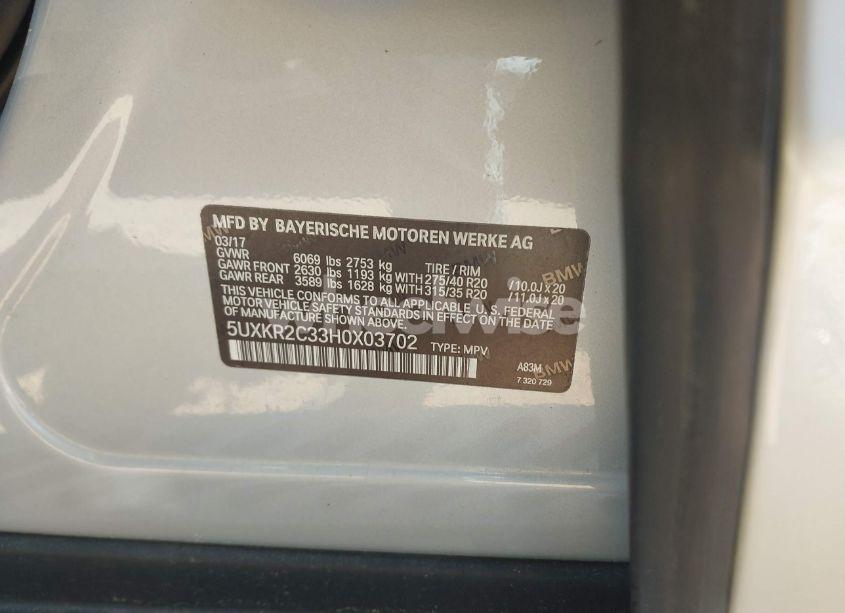 MFD BY BAYERISCHE MOTOREN WERKE AG
03/17
GVWR 6069 lbs 2753 kg TIRE / RIM
GAWR FRONT 2630 lbs 1193 kg WITH 275/40 R20 /10.0J x 20
GAWR REAR 3589 lbs 1628 kg WITH 315/35 R20 /11.0J x 20
THIS VEHICLE CONFORMS TO ALL APPLICABLE U.S. FEDERAL
MOTOR VEHICLE SAFETY STANDARDS IN EFFECT ON THE DATE
OF MANUFACTURE SHOWN ABOVE.
5UXKR2C33H0X03702 TYPE: MPV
A83M
7 320 729
BMW
BMW